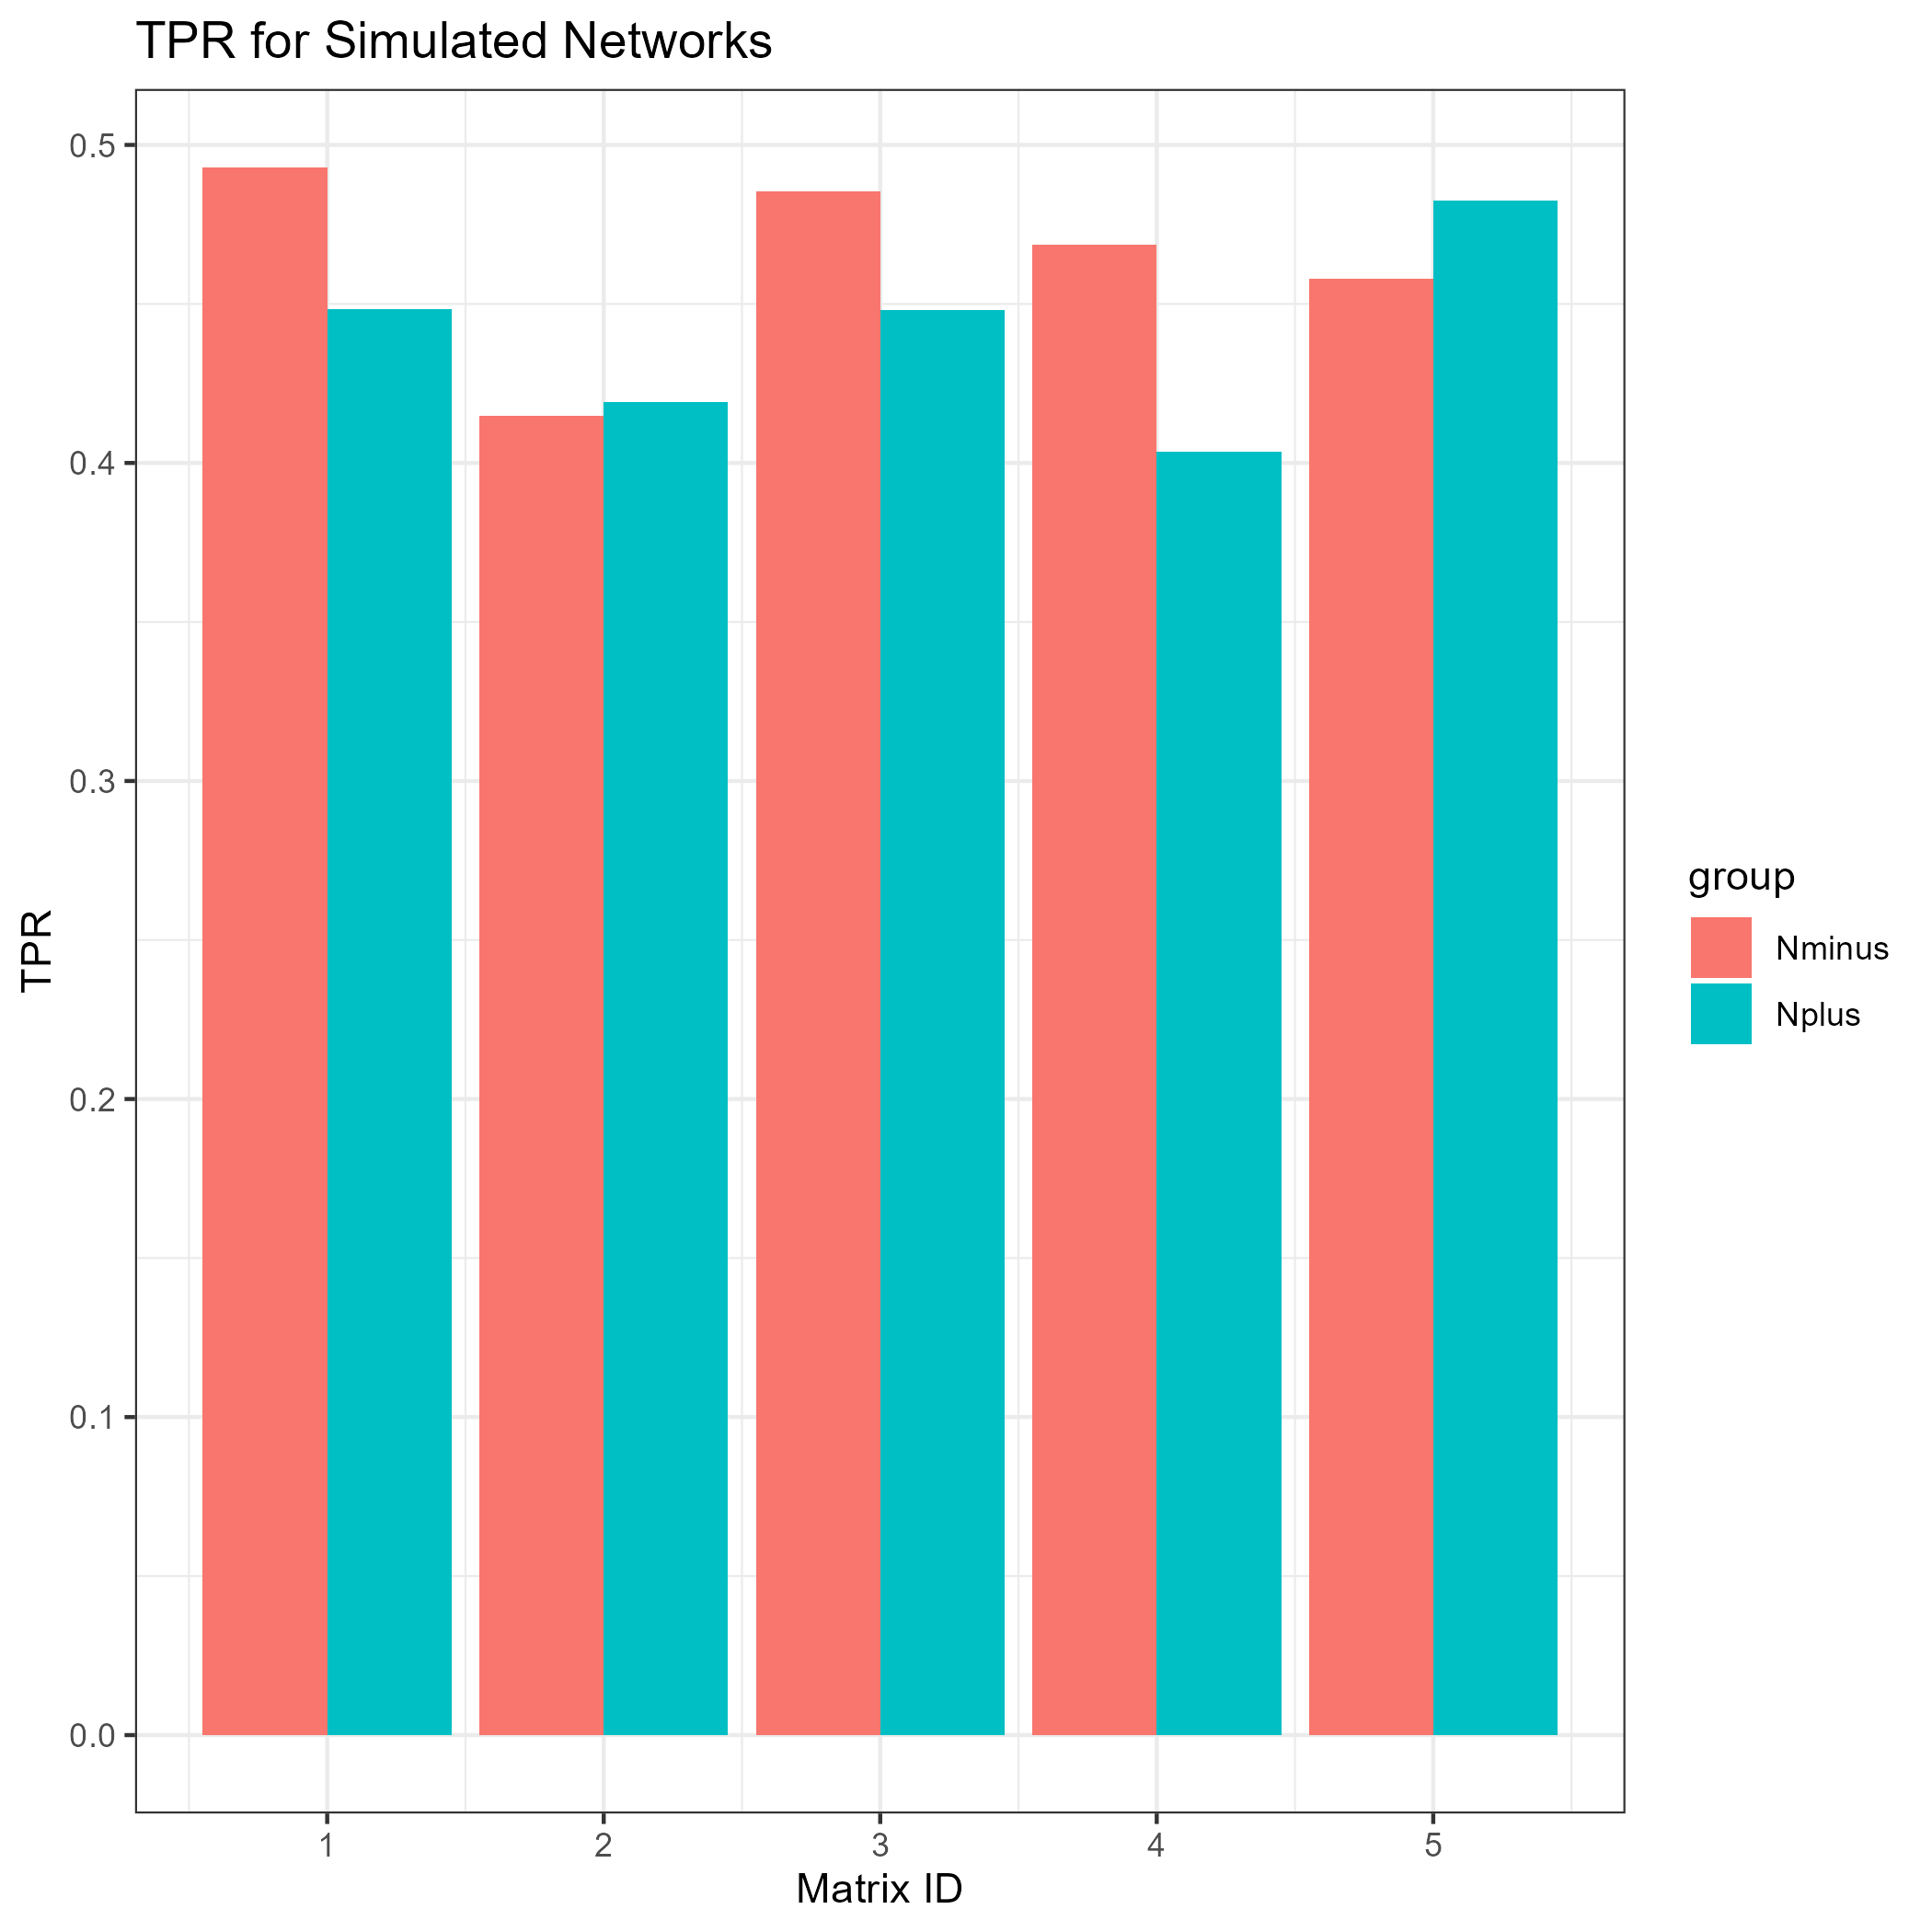 TPR for Simulated Networks
0.5
0.4
0.3
0.2
0.1
0.0
TPR
1 2 3 4 5
Matrix ID
group
Nminus
Nplus